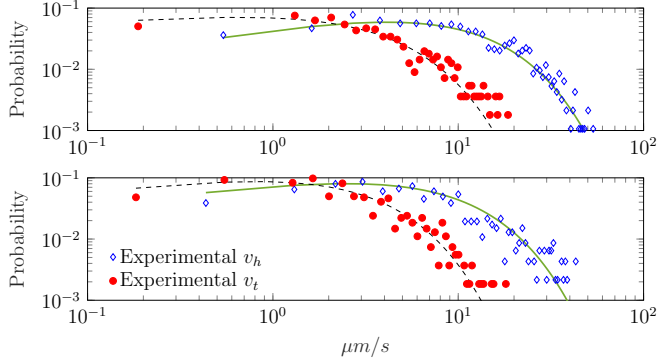 Probability
10^{-1}
10^{-2}
10^{-3}
10^{-1} 10^{0} 10^{1} 10^{2}
Probability
10^{-1}
10^{-2}
10^{-3}
Experimental v_h
Experimental v_t
10^{-1} 10^{0} 10^{1} 10^{2}
μm/s